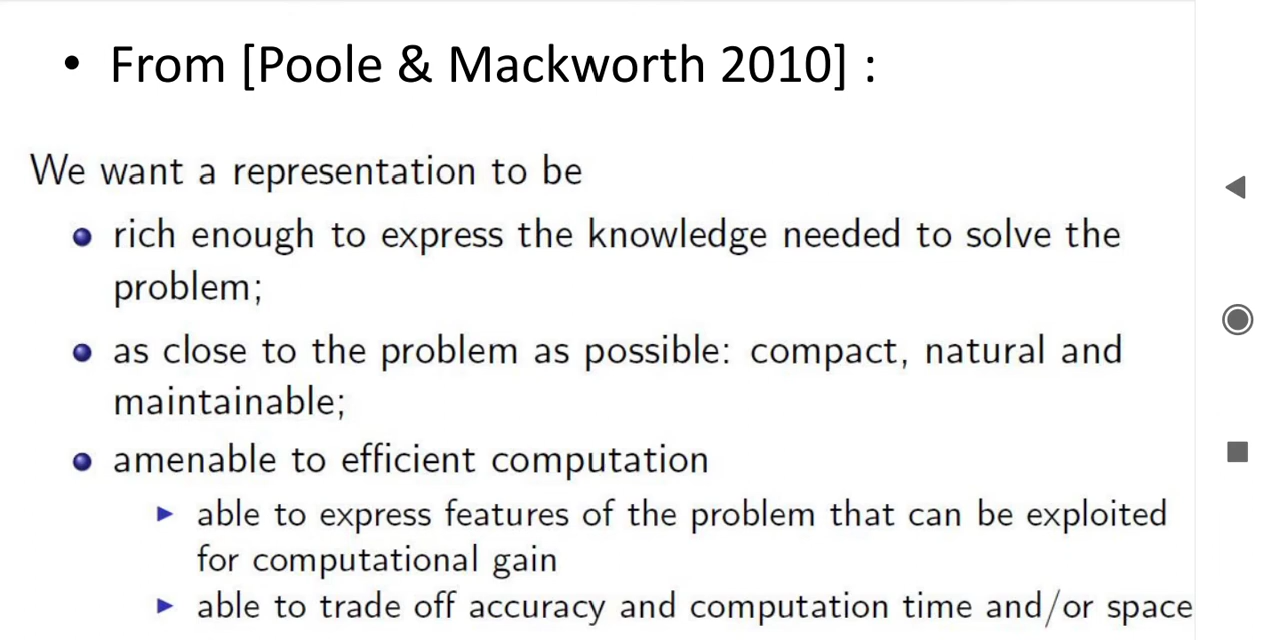 • From [Poole & Mackworth 2010] :
We want a representation to be
rich enough to express the knowledge needed to solve the
problem;
as close to the problem as possible: compact, natural and
maintainable;
amenable to efficient computation
able to express features of the problem that can be exploited
for computational gain
able to trade off accuracy and computation time and/or space